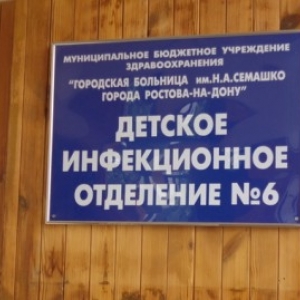 МУНИЦИПАЛЬНОЕ БЮДЖЕТНОЕ УЧРЕЖДЕНИЕ
ЗДРАВООХРАНЕНИЯ
"ГОРОДСКАЯ БОЛЬНИЦА ИМ.Н.А.СЕМАШКО
ГОРОДА РОСТОВА-НА-ДОНУ"
ДЕТСКОЕ
ИНФЕКЦИОННОЕ
ОТДЕЛЕНИЕ №6